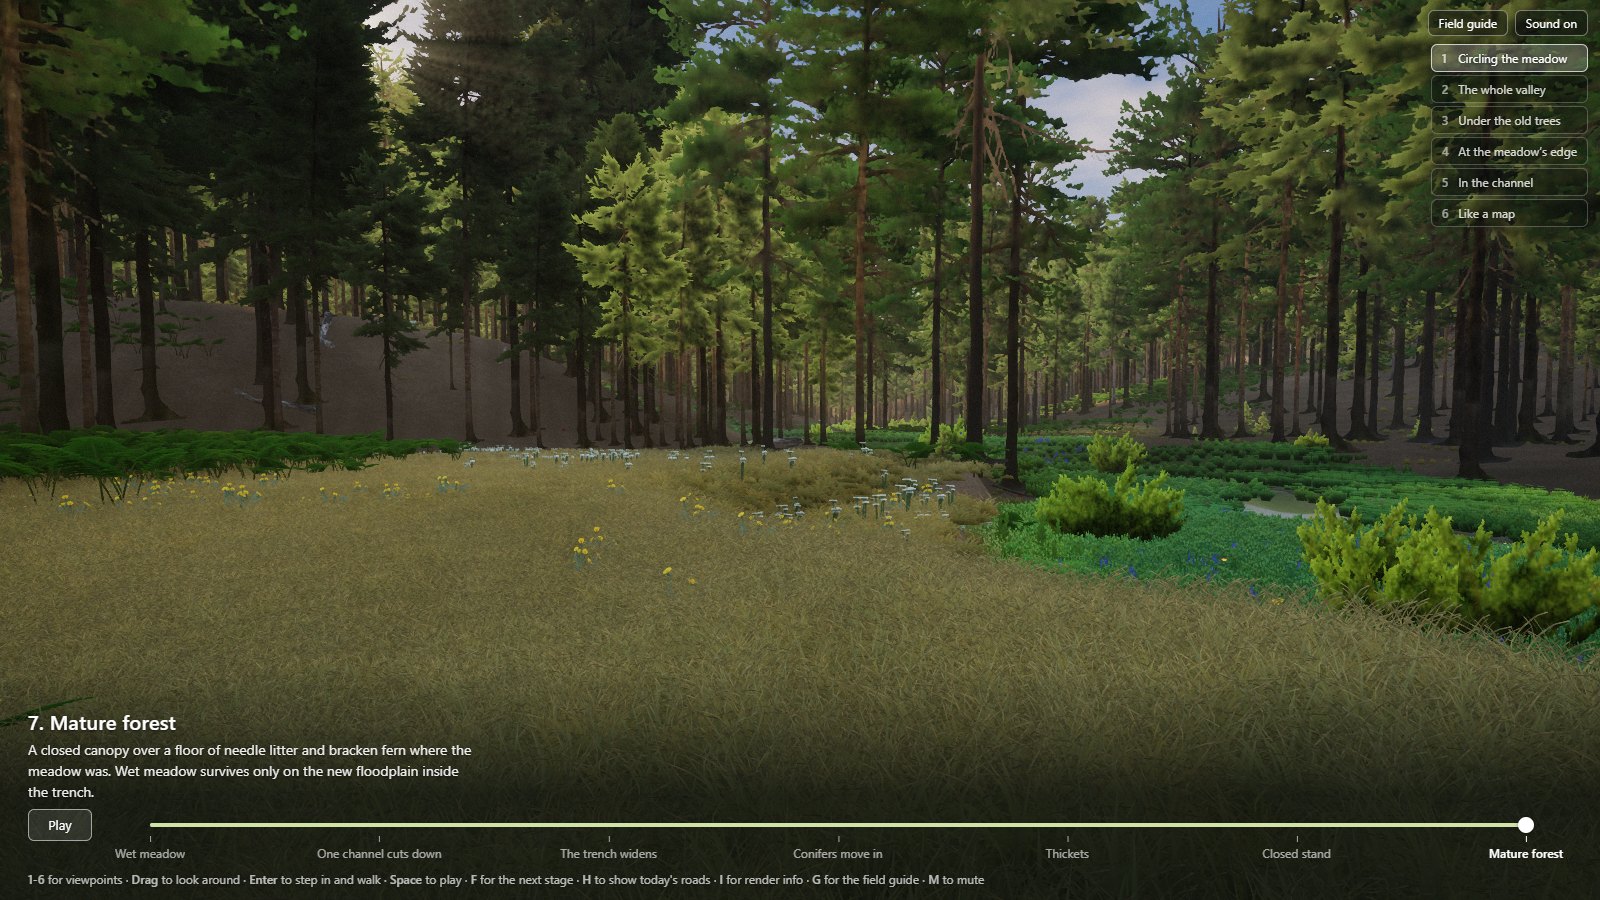 Field guide
Sound on
1 Circling the meadow
2 The whole valley
3 Under the old trees
4 At the meadow's edge
5 In the channel
6 Like a map
7. Mature forest
A closed canopy over a floor of needle litter and bracken fern where the
meadow was. Wet meadow survives only on the new floodplain inside
the trench.
Play
Wet meadow
One channel cuts down
The trench widens
Conifers move in
Thickets
Closed stand
Mature forest
1-6 for viewpoints · Drag to look around · Enter to step in and walk · Space to play · F for the next stage · H to show today's roads · I for render info · G for the field guide · M to mute